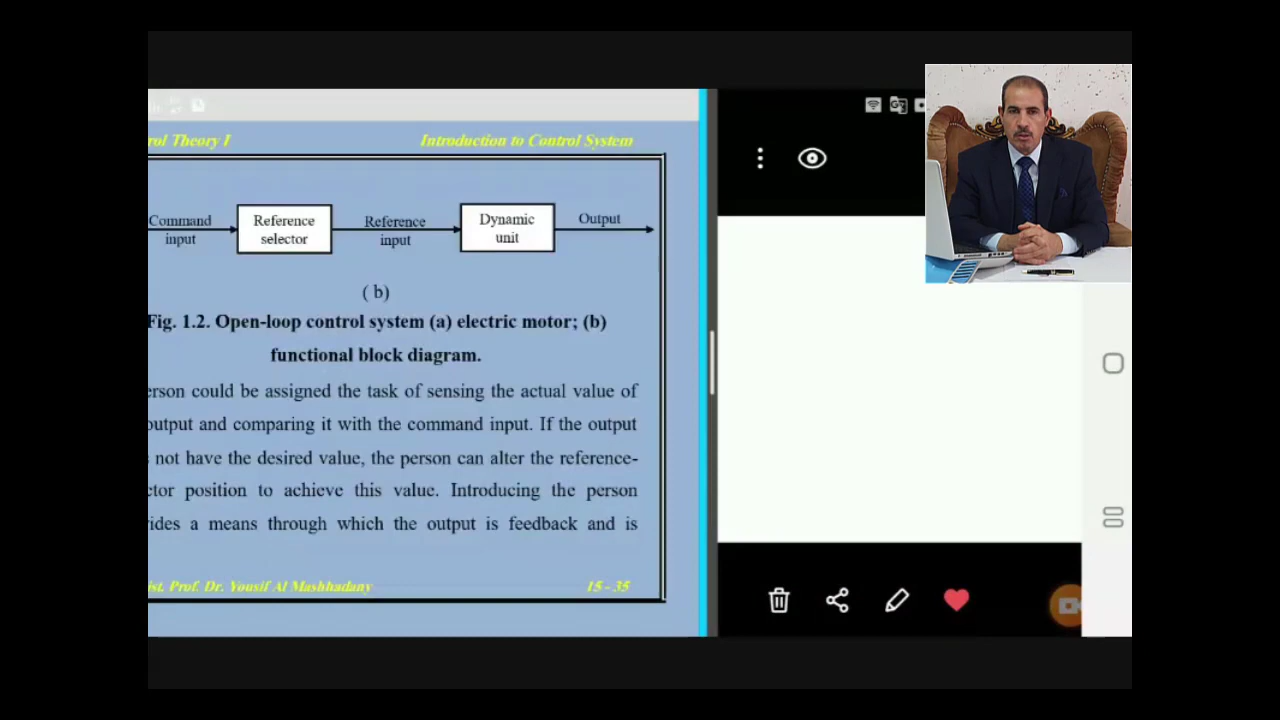 rol Theory I Introduction to Control System
Command
input
Reference
selector
Reference
input
Dynamic
unit
Output
( b)
Fig. 1.2. Open-loop control system (a) electric motor; (b)
functional block diagram.
erson could be assigned the task of sensing the actual value of
output and comparing it with the command input. If the output
not have the desired value, the person can alter the reference-
ctor position to achieve this value. Introducing the person
vides a means through which the output is feedback and is
ist. Prof. Dr. Yousif Al Mashhadany 15 - 35